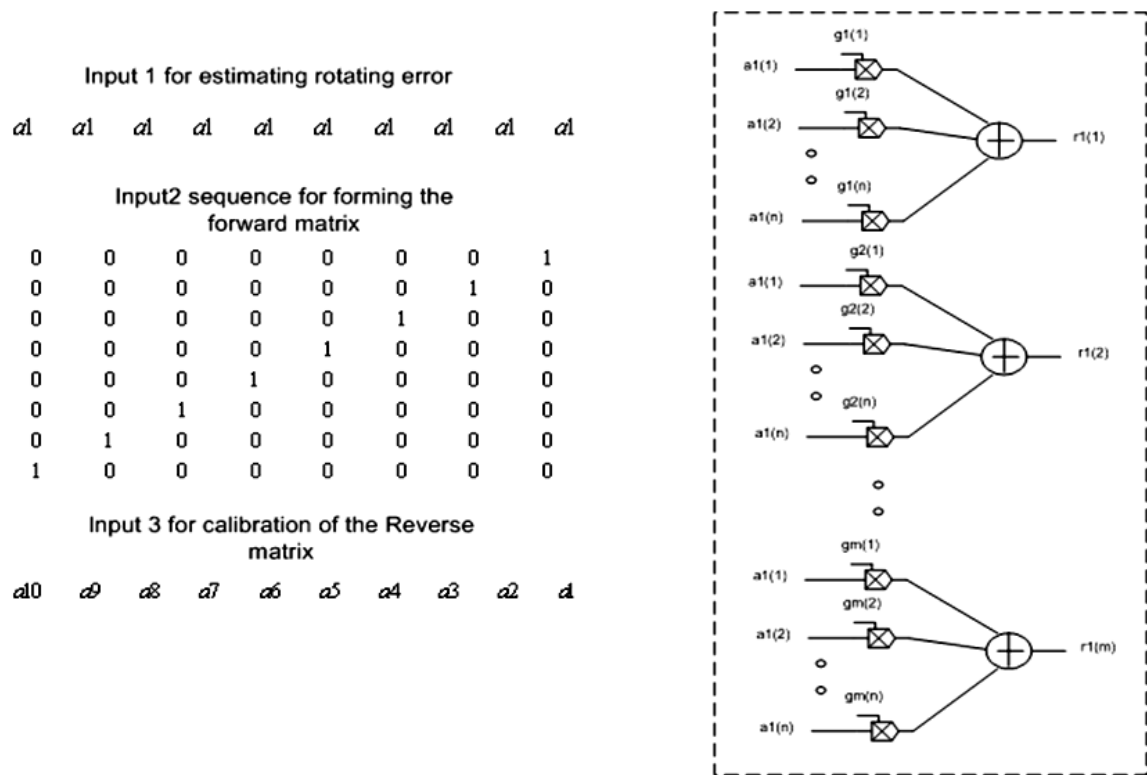 Input 1 for estimating rotating error
a1 a1 a1 a1 a1 a1 a1 a1 a1 a1
Input2 sequence for forming the
forward matrix
0 0 0 0 0 0 0 1
0 0 0 0 0 0 1 0
0 0 0 0 0 1 0 0
0 0 0 0 1 0 0 0
0 0 0 1 0 0 0 0
0 0 1 0 0 0 0 0
0 1 0 0 0 0 0 0
1 0 0 0 0 0 0 0
Input 3 for calibration of the Reverse
matrix
a10 a9 a8 a7 a6 a5 a4 a3 a2 a1
g1(1)
a1(1)
g1(2)
a1(2)
r1(1)
g1(n)
a1(n)
g2(1)
a1(1)
g2(2)
a1(2)
r1(2)
g2(n)
a1(n)
gm(1)
a1(1)
gm(2)
a1(2)
r1(m)
gm(n)
a1(n)